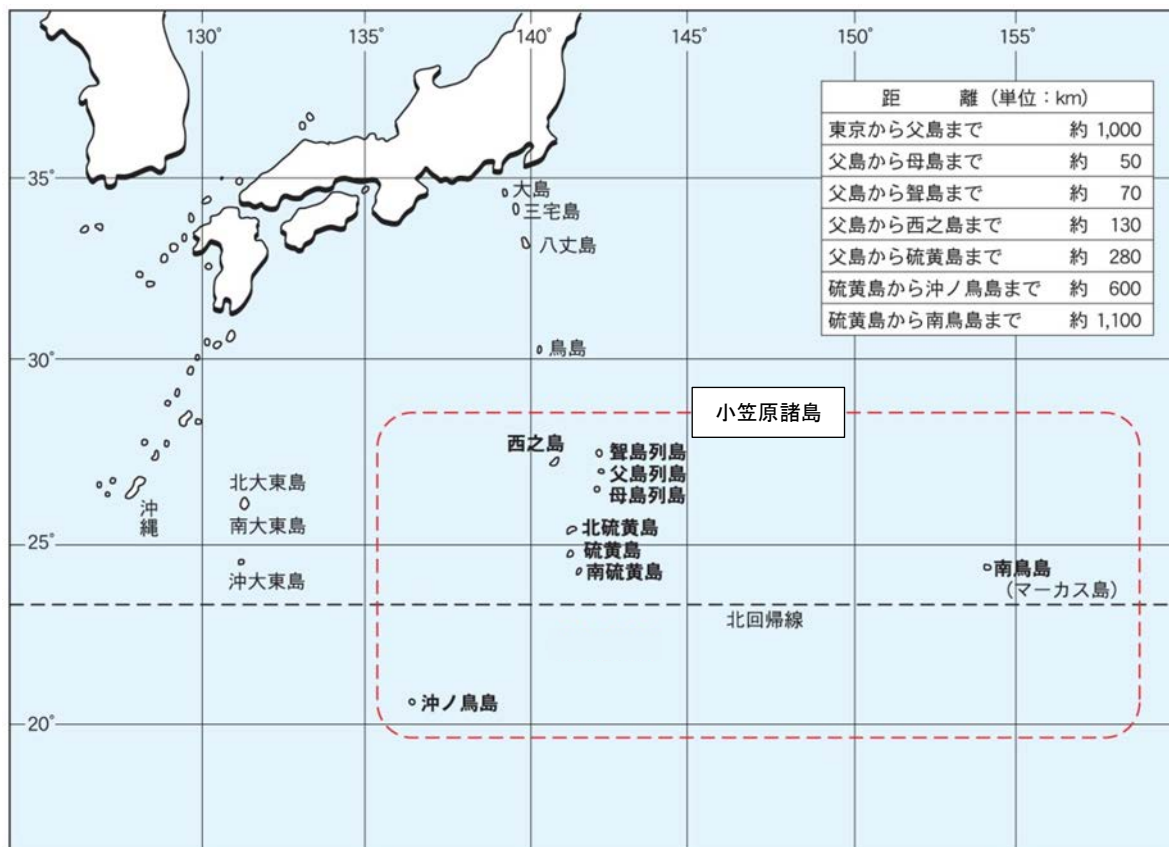 130°
135°
140°
145°
150°
155°
距　離（単位：km）
東京から父島まで 約 1,000
父島から母島まで 約 50
父島から聟島まで 約 70
父島から西之島まで 約 130
父島から硫黄島まで 約 280
硫黄島から沖ノ鳥島まで 約 600
硫黄島から南鳥島まで 約 1,100
35°
大島
三宅島
八丈島
30°
鳥島
小笠原諸島
西之島
聟島列島
父島列島
母島列島
北大東島
南大東島
沖縄
北硫黄島
25°
硫黄島
南硫黄島
沖大東島
南鳥島
（マーカス島）
北回帰線
沖ノ鳥島
20°